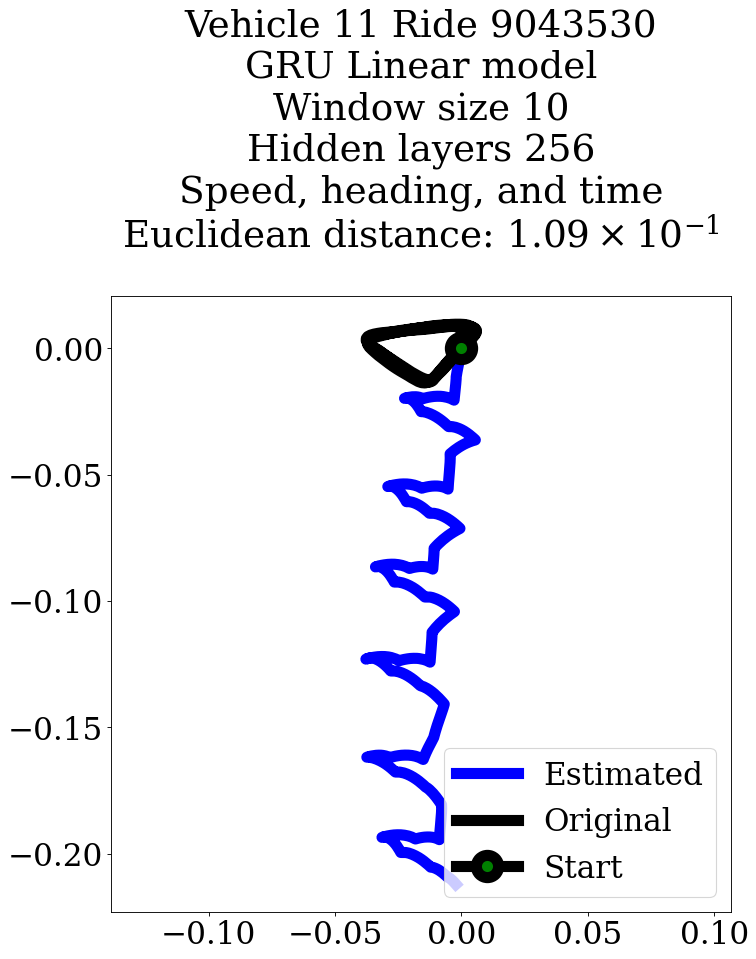 Vehicle 11 Ride 9043530
GRU Linear model
Window size 10
Hidden layers 256
Speed, heading, and time
Euclidean distance: 1.09 × 10⁻¹
0.00
−0.05
−0.10
−0.15
−0.20
Estimated
Original
Start
−0.10 −0.05 0.00 0.05 0.10